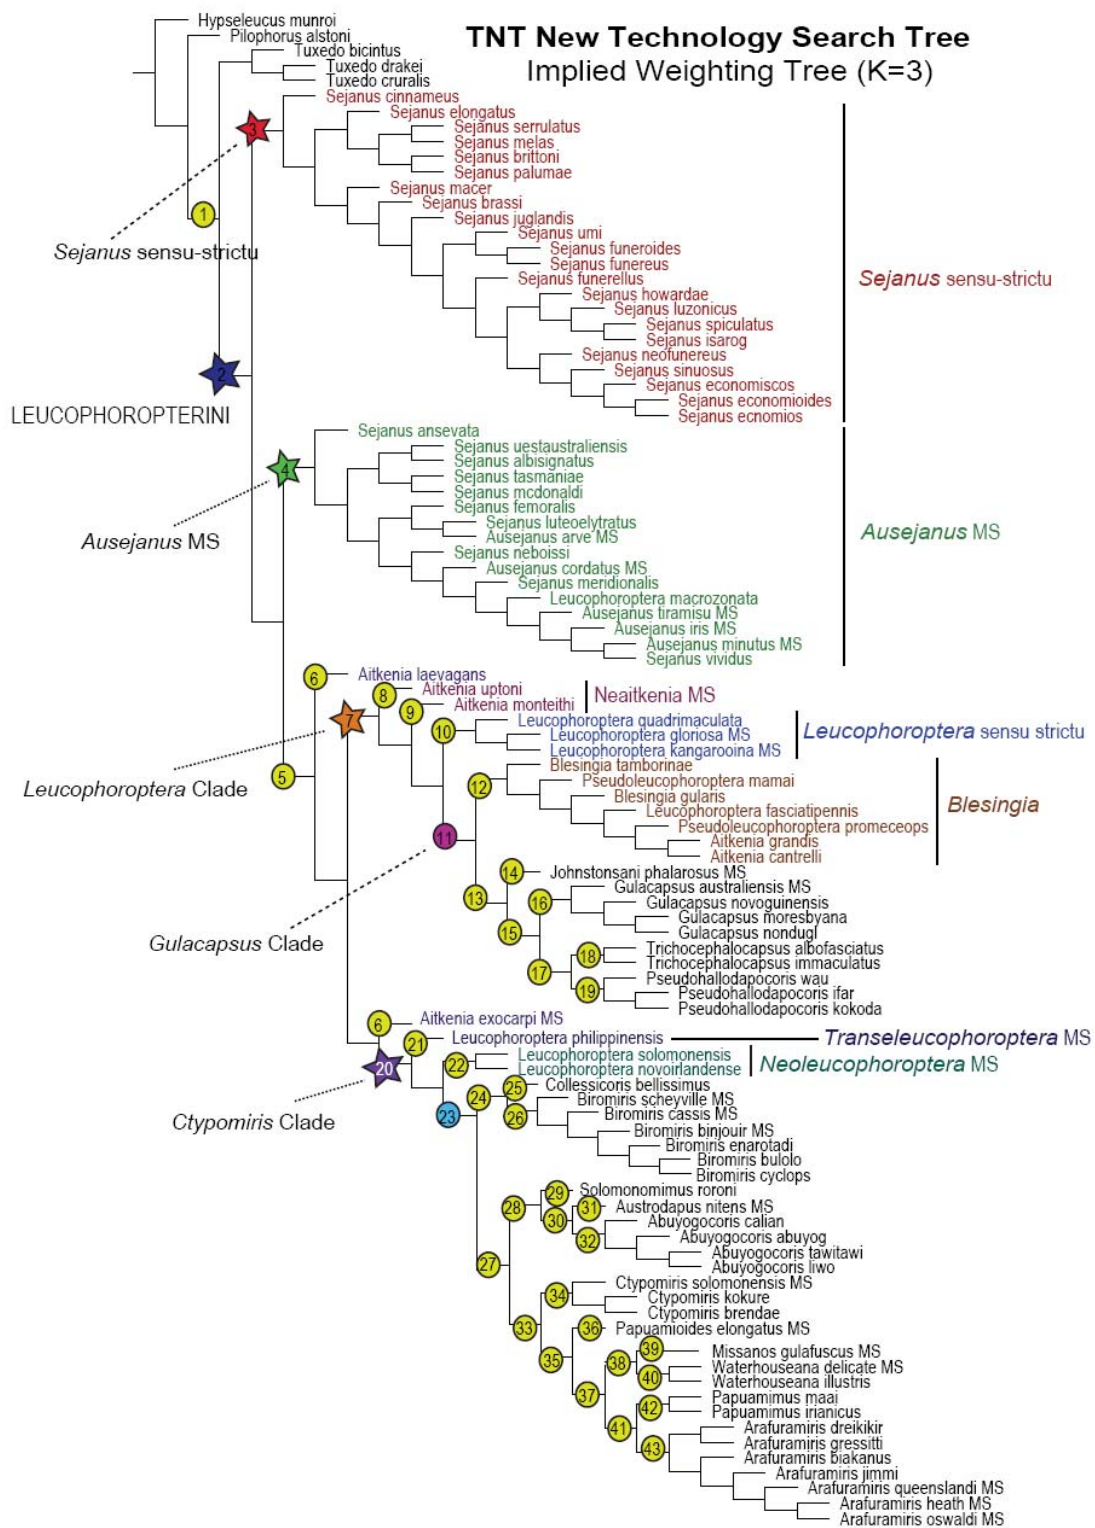 Hypseleucus munroi
Pilophorus alstoni
TNT New Technology Search Tree
Implied Weighting Tree (K=3)
Tuxedo bicintus
Tuxedo drakei
Tuxedo cruralis
Sejanus cinnameus
Sejanus elongatus
3
Sejanus serrulatus
Sejanus melas
Sejanus brittoni
Sejanus palumae
Sejanus macer
Sejanus brassi
1
Sejanus juglandis
Sejanus umi
Sejanus sensu-strictu
Sejanus funeroides
Sejanus funereus
Sejanus funerellus
Sejanus sensu-strictu
Sejanus howardae
Sejanus luzonicus
Sejanus spiculatus
Sejanus isarog
Sejanus neofunereus
2
Sejanus sinuosus
Sejanus economiscos
Sejanus economioides
LEUCOPHOROPTERINI
Sejanus ecnomios
Sejanus ansevata
Sejanus uestaustraliensis
Sejanus albisignatus
4
Sejanus tasmaniae
Sejanus mcdonaldi
Sejanus femoralis
Sejanus luteoelytratus
Ausejanus arve MS
Ausejanus MS
Ausejanus MS
Sejanus neboissi
Ausejanus cordatus MS
Sejanus meridionalis
Leucophoroptera macrozonata
Ausejanus tiramisu MS
Ausejanus iris MS
Ausejanus minutus MS
Sejanus vividus
6
Aitkenia laevagans
8
Aitkenia uptoni
Neaitkenia MS
9
Aitkenia monteithi
7
10
Leucophoroptera quadrimaculata
Leucophoroptera gloriosa MS
Leucophoroptera sensu strictu
Leucophoroptera kangarooina MS
5
Blesingia tamborinae
12
Pseudoleucophoroptera mamai
Leucophoroptera Clade
Blesingia gularis
Blesingia
Leucophoroptera fasciatipennis
Pseudoleucophoroptera promeceops
11
Aitkenia grandis
Aitkenia cantrelli
14
Johnstonsani phalarosus MS
13
Gulacapsus australiensis MS
16
Gulacapsus novoguinensis
Gulacapsus moresbyana
15
Gulacapsus nondugl
Gulacapsus Clade
18
Trichocephalocapsus albofasciatus
Trichocephalocapsus immaculatus
17
Pseudohallodapocoris wau
19
Pseudohallodapocoris ifar
Pseudohallodapocoris kokoda
6
Aitkenia exocarpi MS
21
Leucophoroptera philippinensis
Transeleucophoroptera MS
20
22
Leucophoroptera solomonensis
Leucophoroptera novoirlandense
Neoleucophoroptera MS
25
Collessicoris bellissimus
24
Biromiris scheyville MS
23
26
Biromiris cassis MS
Ctypomiris Clade
Biromiris binjouir MS
Biromiris enarotadi
Biromiris bulolo
Biromiris cyclops
29
Solomonomimus roroni
28
31
Austrodapus nitens MS
30
Abuyogocoris calian
32
Abuyogocoris abuyog
Abuyogocoris tawitawi
27
Abuyogocoris liwo
Ctypomiris solomonensis MS
34
Ctypomiris kokure
Ctypomiris brendae
33
36
Papuamioides elongatus MS
39
Missanos gulafuscus MS
35
38
Waterhouseana delicate MS
40
Waterhouseana illustris
37
Papuamimus maai
42
Papuamimus irianicus
41
Arafuramiris dreikikir
43
Arafuramiris gressitti
Arafuramiris biakanus
Arafuramiris jimmi
Arafuramiris queenslandi MS
Arafuramiris heath MS
Arafuramiris oswaldi MS